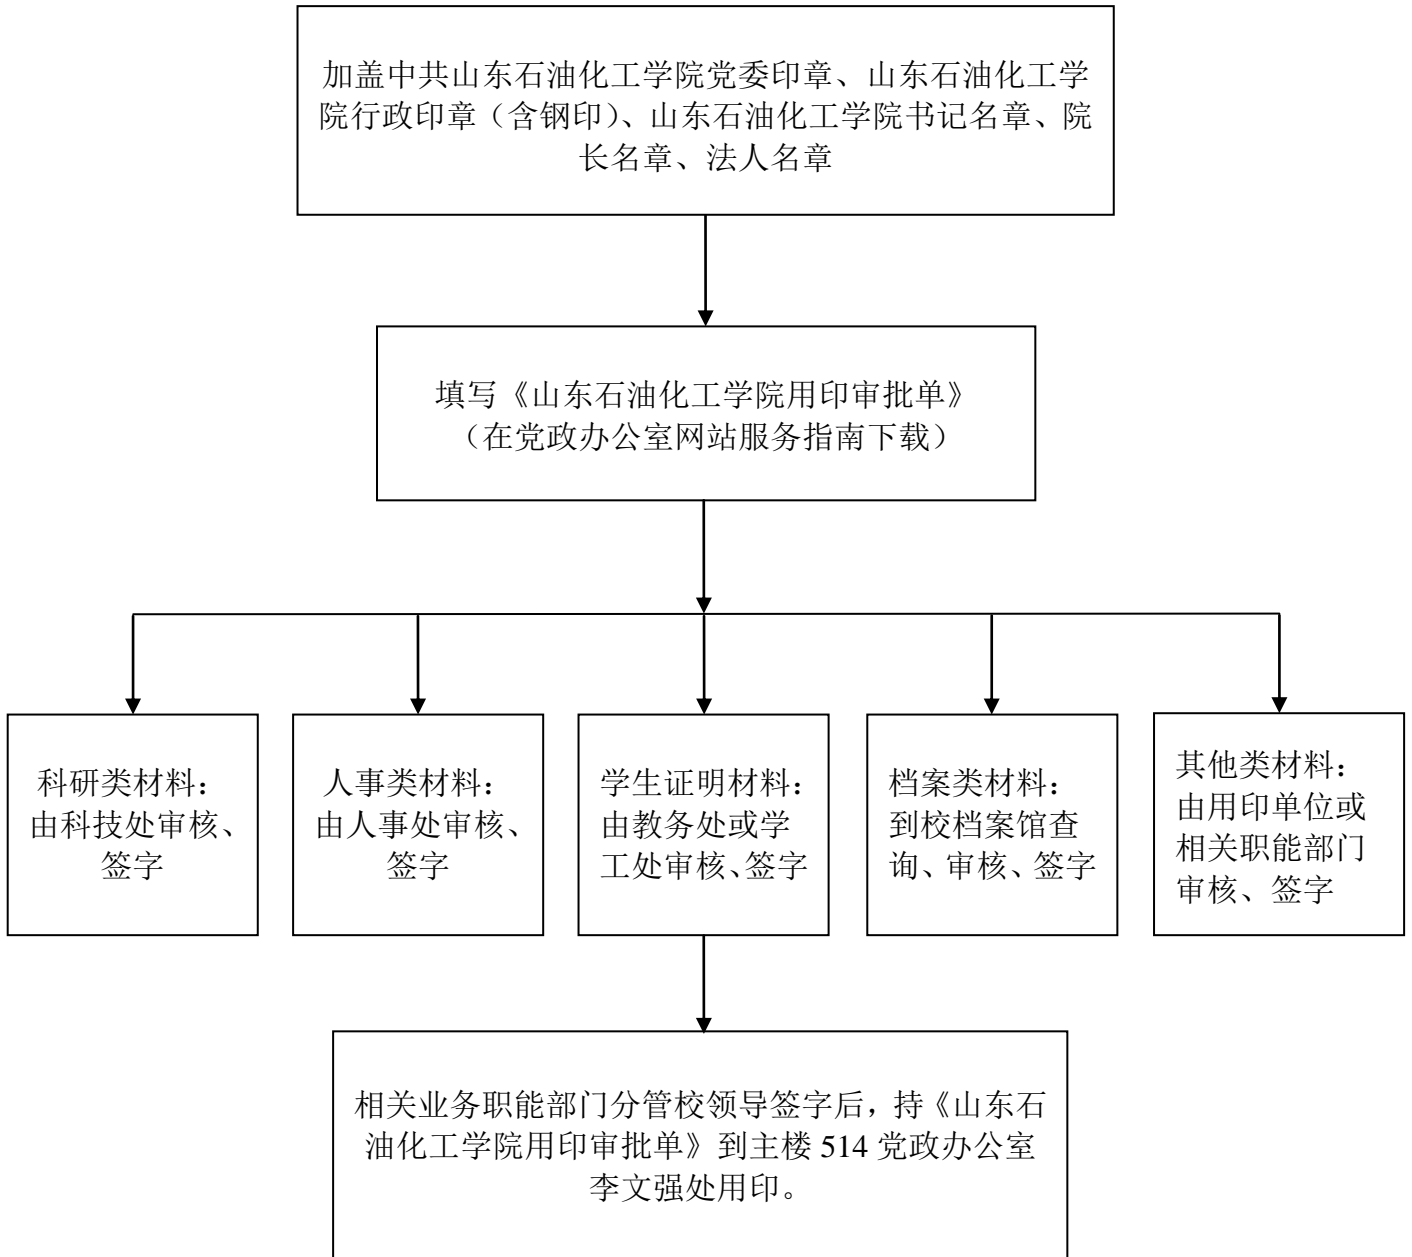 加盖中共山东石油化工学院党委印章、山东石油化工学
院行政印章（含钢印）、山东石油化工学院书记名章、院
长名章、法人名章
填写《山东石油化工学院用印审批单》
（在党政办公室网站服务指南下载）
科研类材料：
由科技处审核、
签字
人事类材料：
由人事处审核、
签字
学生证明材料：
由教务处或学
工处审核、签字
档案类材料：
到校档案馆查
询、审核、签字
其他类材料：
由用印单位或
相关职能部门
审核、签字
相关业务职能部门分管校领导签字后，持《山东石
油化工学院用印审批单》到主楼 514 党政办公室
李文强处用印。